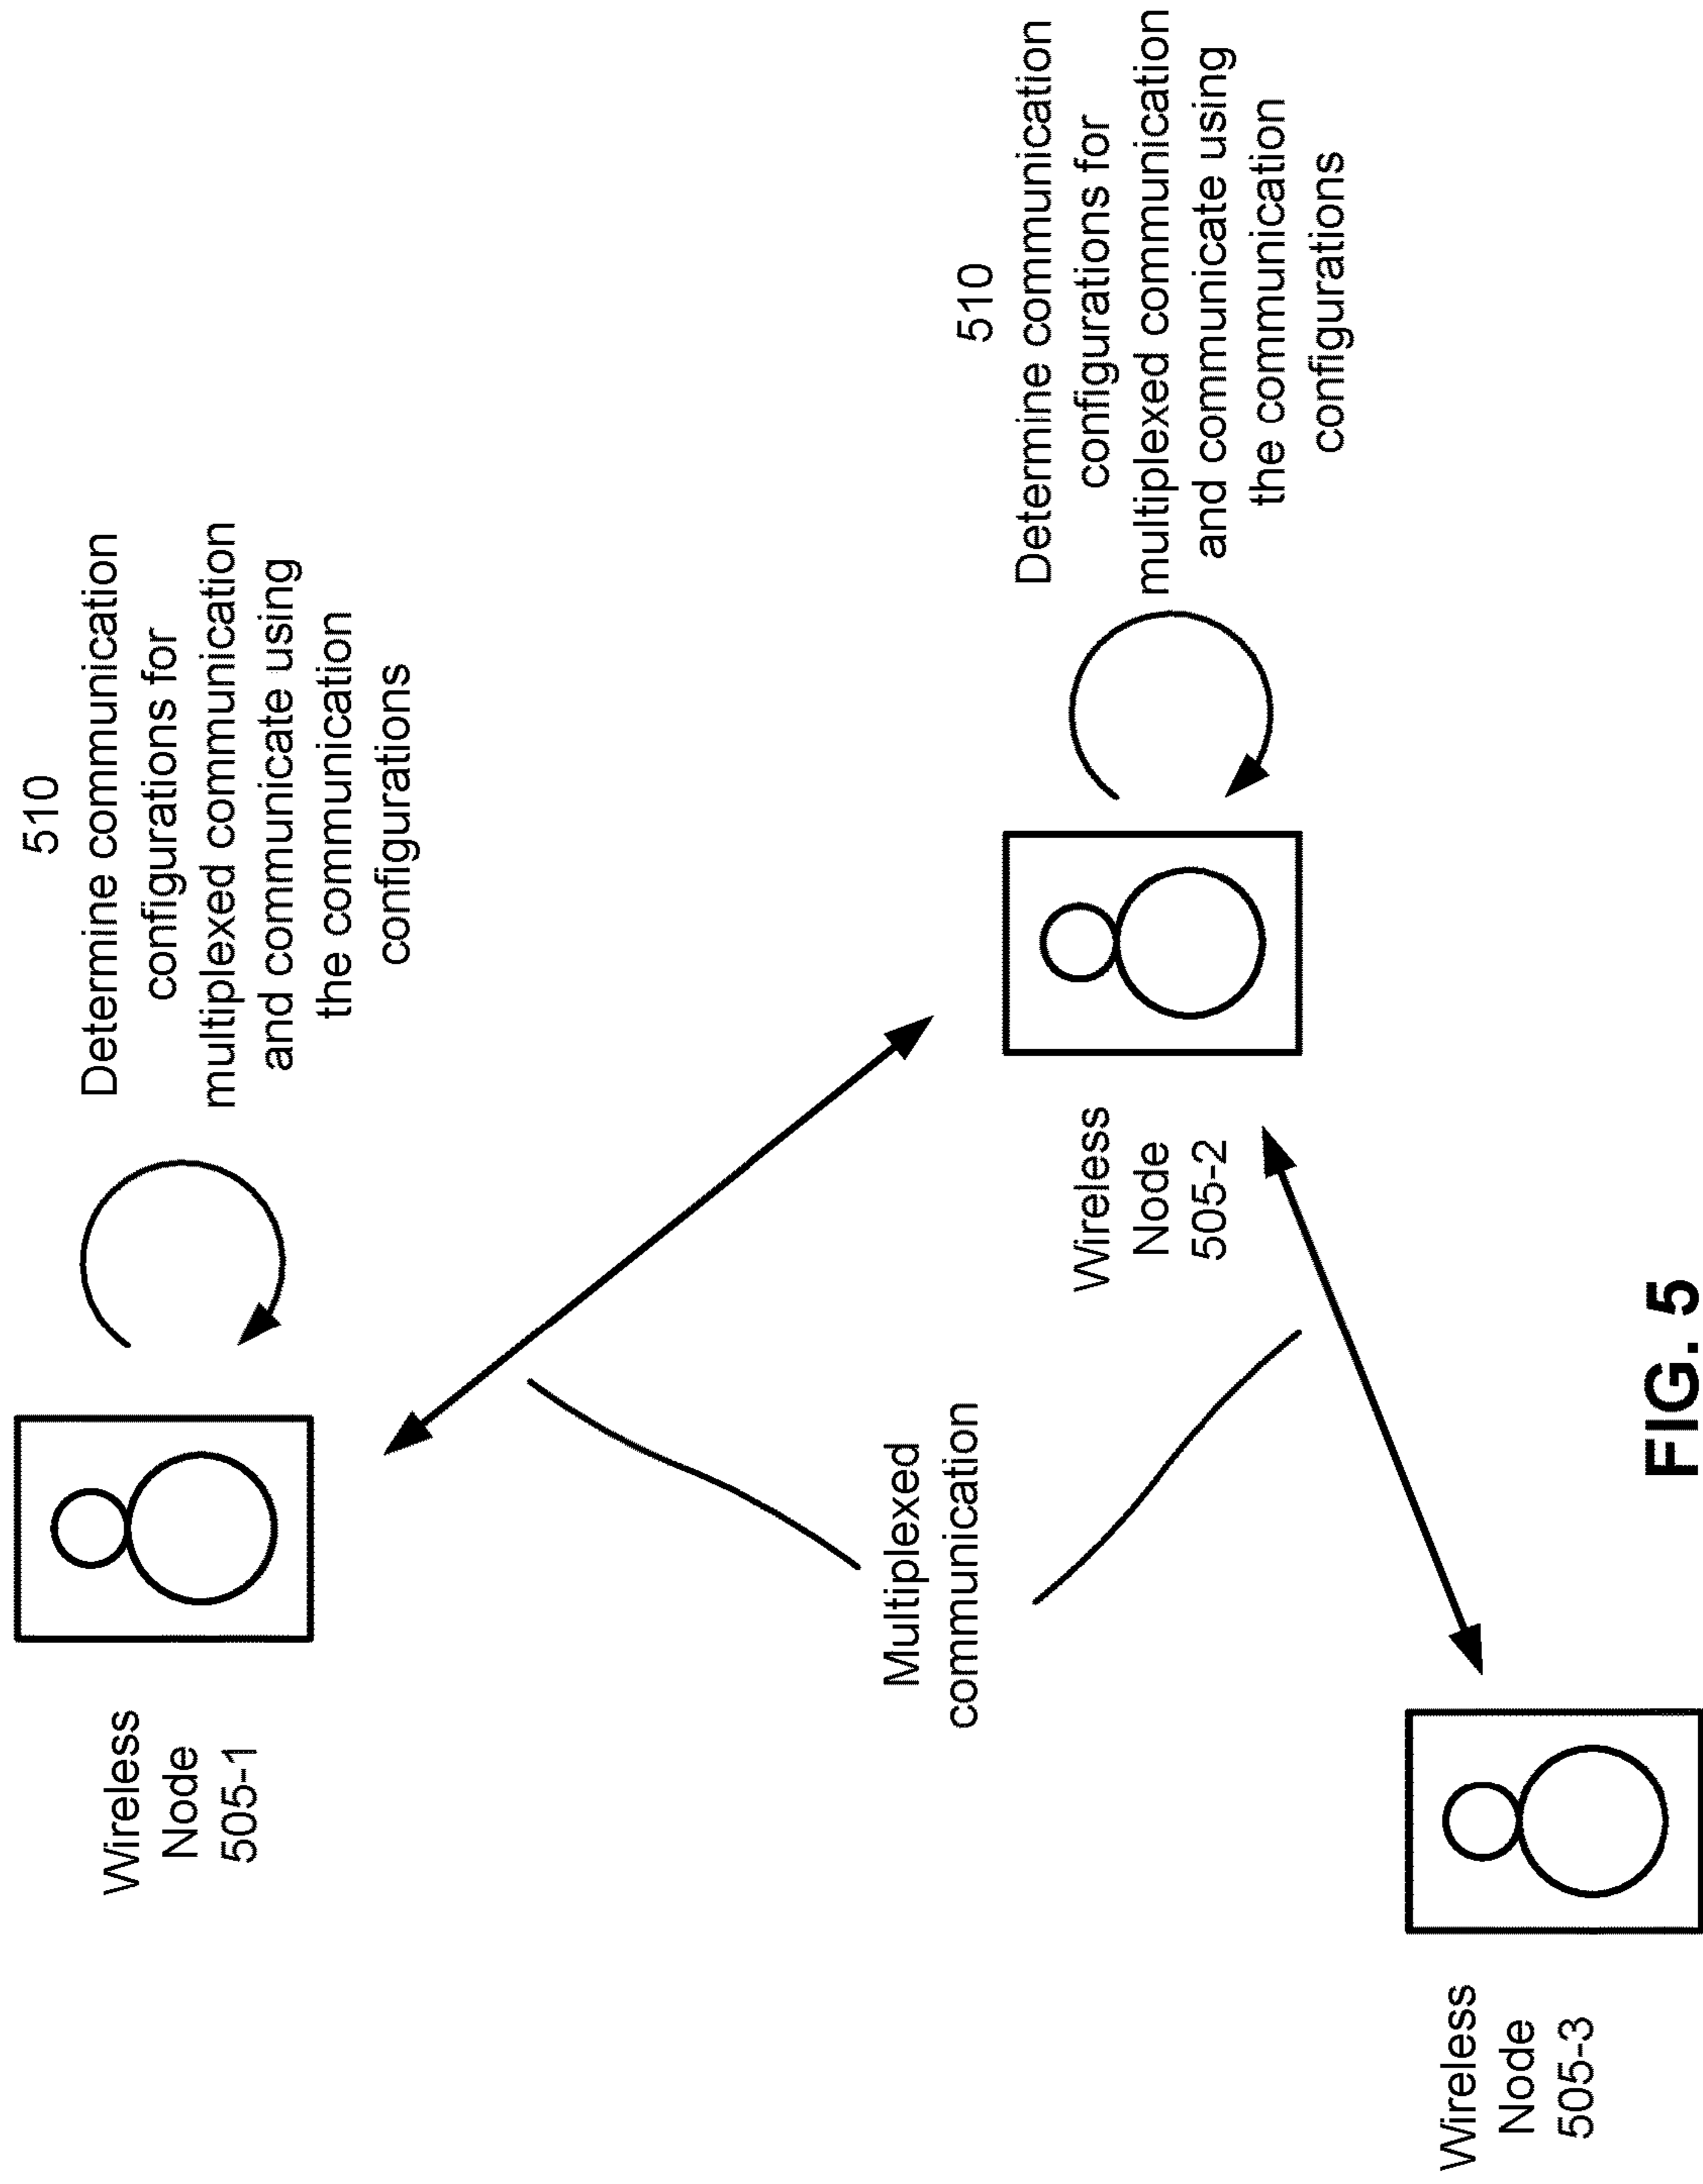 510
Determine communication
configurations for
multiplexed communication
and communicate using
the communication
configurations
Wireless
Node
505-1
Multiplexed
communication
510
Determine communication
configurations for
multiplexed communication
and communicate using
the communication
configurations
Wireless
Node
505-2
Wireless
Node
505-3
FIG. 5